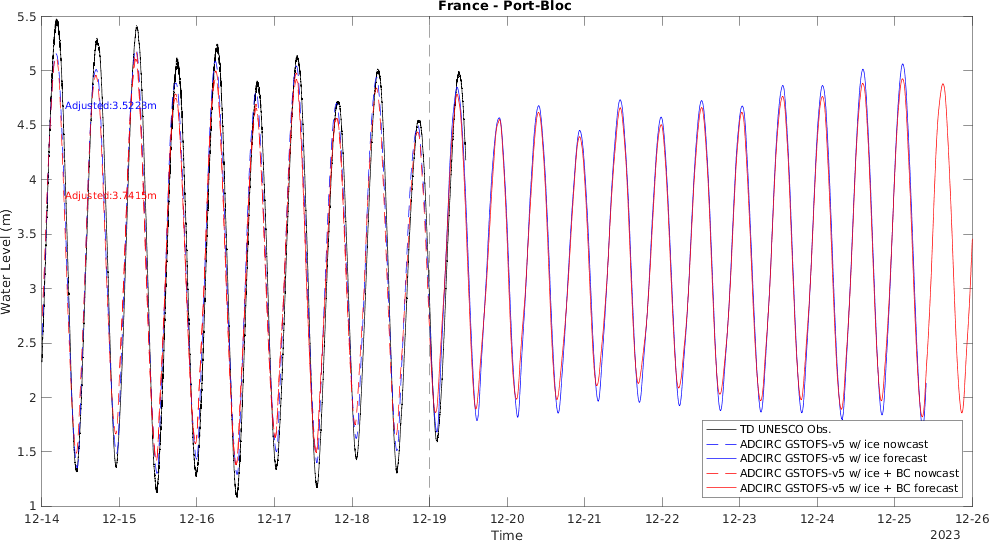 France - Port-Bloc
5.5
5
4.5
4
3.5
3
2.5
2
1.5
1
Water Level (m)
Adjusted:3.5223m
Adjusted:3.7415m
TD UNESCO Obs.
ADCIRC GSTOFS-v5 w/ ice nowcast
ADCIRC GSTOFS-v5 w/ ice forecast
ADCIRC GSTOFS-v5 w/ ice + BC nowcast
ADCIRC GSTOFS-v5 w/ ice + BC forecast
12-14 12-15 12-16 12-17 12-18 12-19 12-20 12-21 12-22 12-23 12-24 12-25 12-26
Time
2023